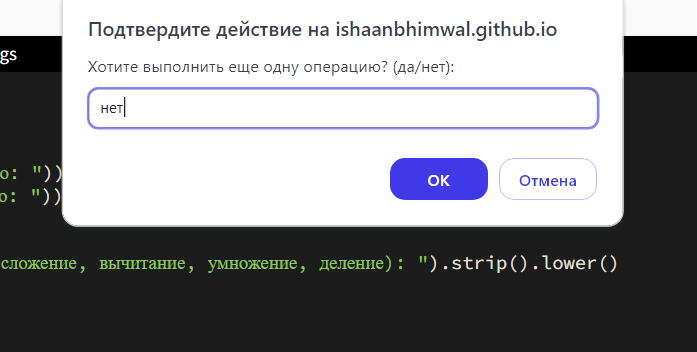 Подтвердите действие на ishaanbhimwal.github.io
gs
Хотите выполнить еще одну операцию? (да/нет):
нет
ОК
Отмена
о: "))
о: "))
сложение, вычитание, умножение, деление): ").strip().lower()